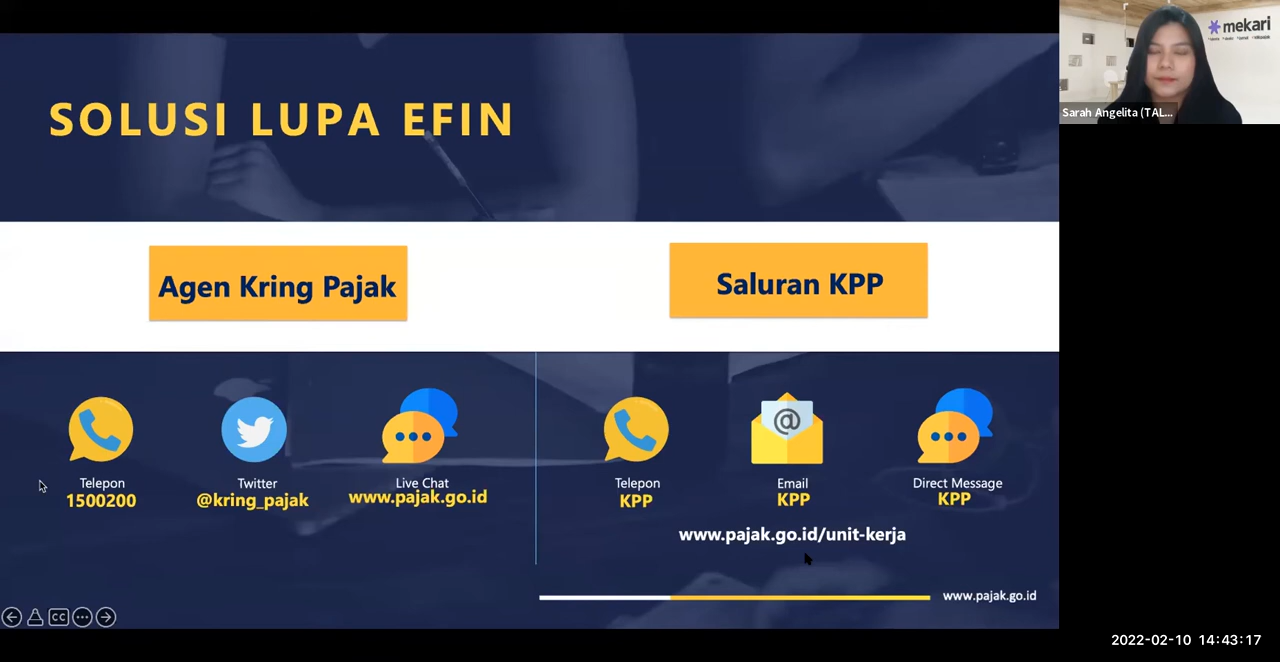 SOLUSI LUPA EFIN
Agen Kring Pajak
Saluran KPP
Telepon
1500200
Twitter
@kring_pajak
Live Chat
www.pajak.go.id
Telepon
KPP
Email
KPP
Direct Message
KPP
www.pajak.go.id/unit-kerja
www.pajak.go.id
CC
mekari
Sarah Angelita (TAL...
2022-02-10 14:43:17